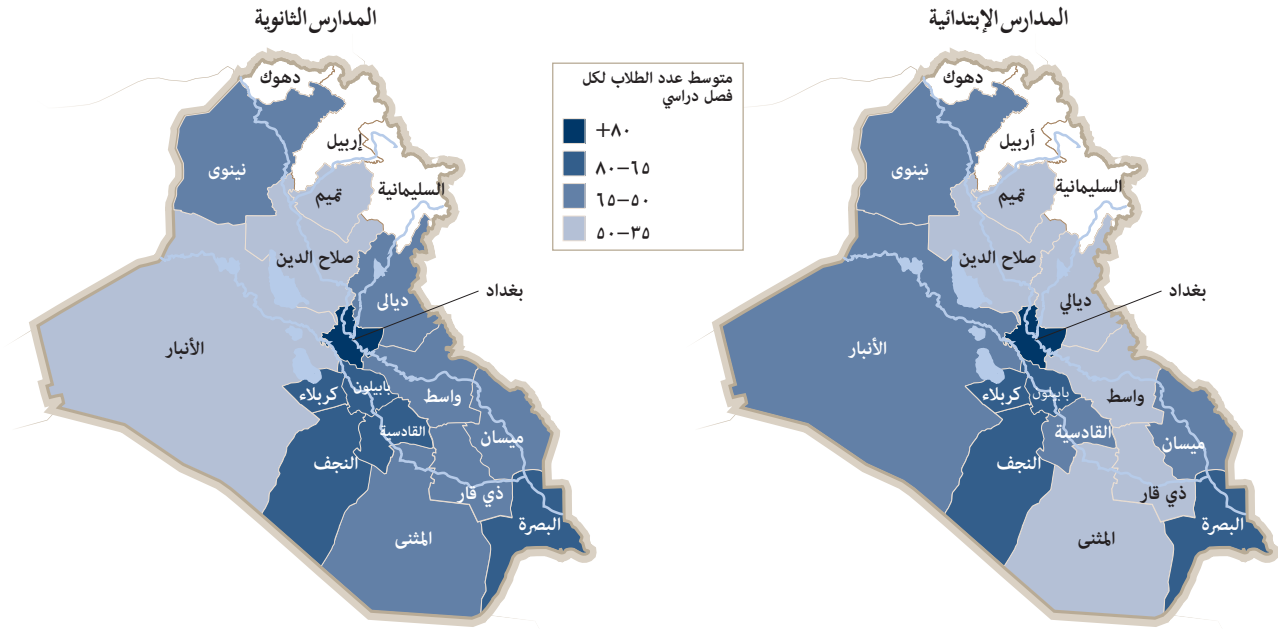 المدارس الإبتدائية
دهوك
أربيل
نينوى
السليمانية
تميم
صلاح الدين
ديالي
بغداد
الأنبار
بابيلون
كربلاء
واسط
القادسية
ميسان
النجف
ذي قار
المثنى
البصرة
متوسط عدد الطلاب لكل
فصل دراسي
+٨٠
٨٠–٦٥
٦٥–٥٠
٥٠–٣٥
المدارس الثانوية
دهوك
إربيل
نينوى
السليمانية
تميم
صلاح الدين
بغداد
ديالى
الأنبار
بابيلون
كربلاء
واسط
القادسية
ميسان
النجف
ذي قار
البصرة
المثنى